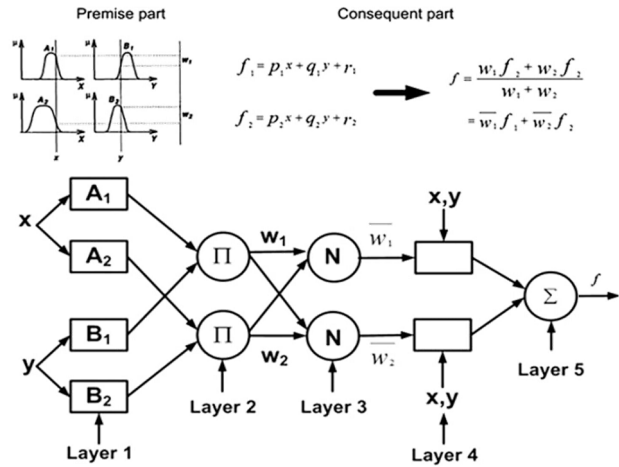 Premise part
Consequent part
μ A₁ μ B₁ w₁
X Y
μ A₂ μ B₂ w₂
X Y
x y
f₁ = p₁x + q₁y + r₁
f₂ = p₂x + q₂y + r₂
f = (w₁f₂ + w₂f₂) / (w₁ + w₂)
= w̅₁f₁ + w̅₂f₂
x
A₁
A₂
y
B₁
B₂
Layer 1
Π
Π
Layer 2
w₁
w₂
N
N
Layer 3
w̅₁
w̅₂
x,y
x,y
Layer 4
Σ
f
Layer 5